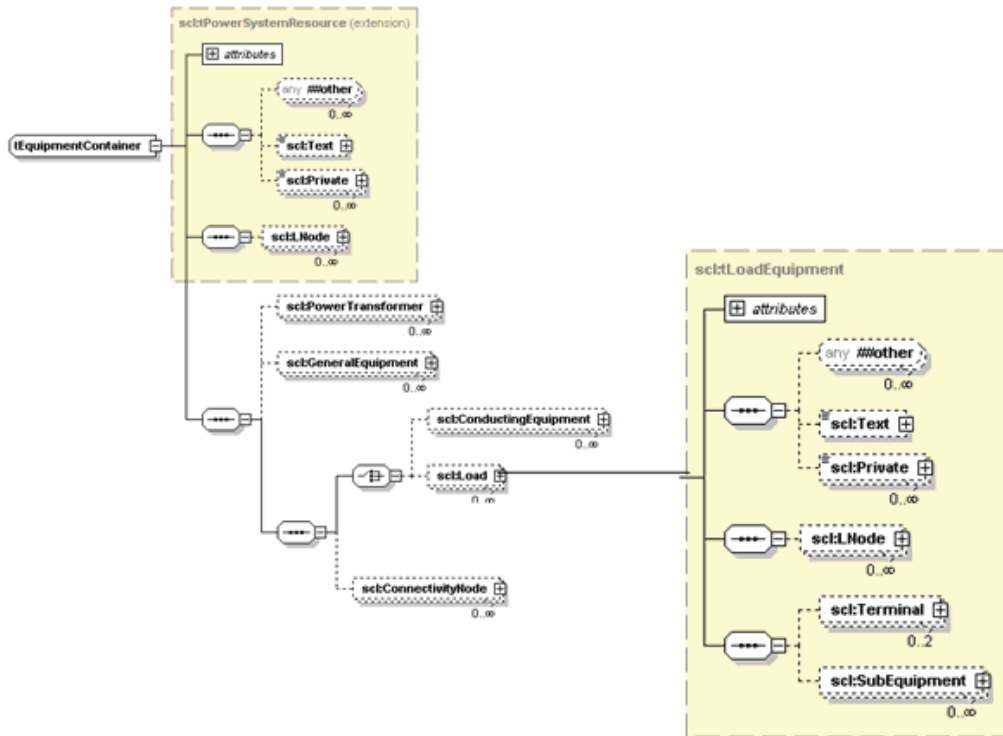 scl:tPowerSystemResource (extension)
attributes
any ##other
0..∞
tEquipmentContainer
scl:Text
scl:Private
0..∞
scl:LNode
0..∞
scl:PowerTransformer
0..∞
scl:GeneralEquipment
0..∞
scl:ConductingEquipment
0..∞
scl:Load
0..∞
scl:ConnectivityNode
0..∞
scl:tLoadEquipment
attributes
any ##other
0..∞
scl:Text
scl:Private
0..∞
scl:LNode
0..∞
scl:Terminal
0..2
scl:SubEquipment
0..∞